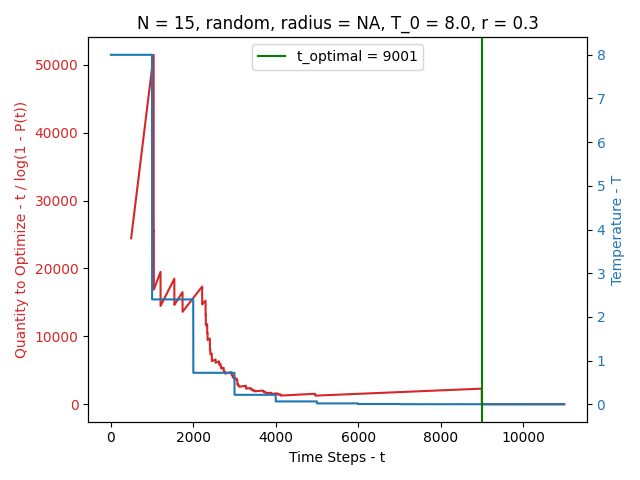 N = 15, random, radius = NA, T_0 = 8.0, r = 0.3
t_optimal = 9001
Quantity to Optimize - t / log(1 - P(t))
50000
40000
30000
20000
10000
0
8
7
6
5
4
3
2
1
0
Temperature - T
0 2000 4000 6000 8000 10000
Time Steps - t